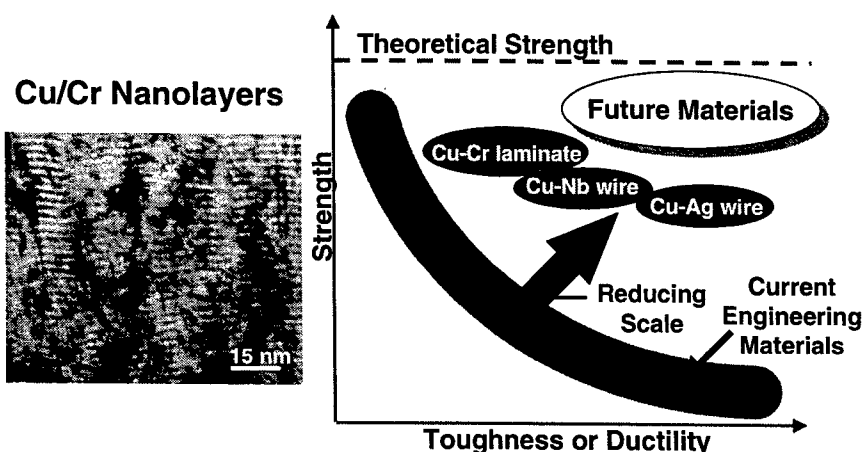 Cu/Cr Nanolayers
15 nm
Theoretical Strength
Future Materials
Cu-Cr laminate
Cu-Nb wire
Cu-Ag wire
Strength
Reducing
Scale
Current
Engineering
Materials
Toughness or Ductility